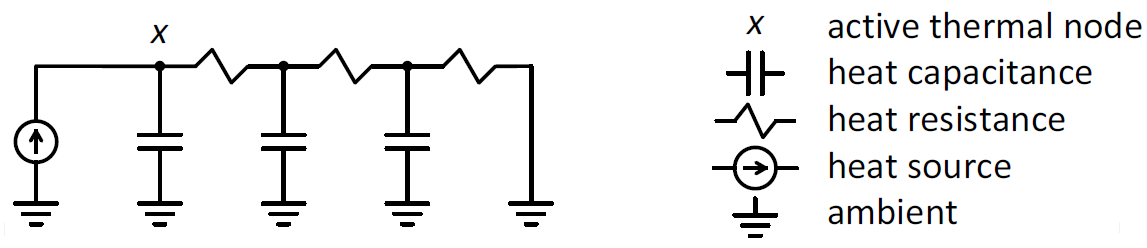 x
x active thermal node
heat capacitance
heat resistance
heat source
ambient